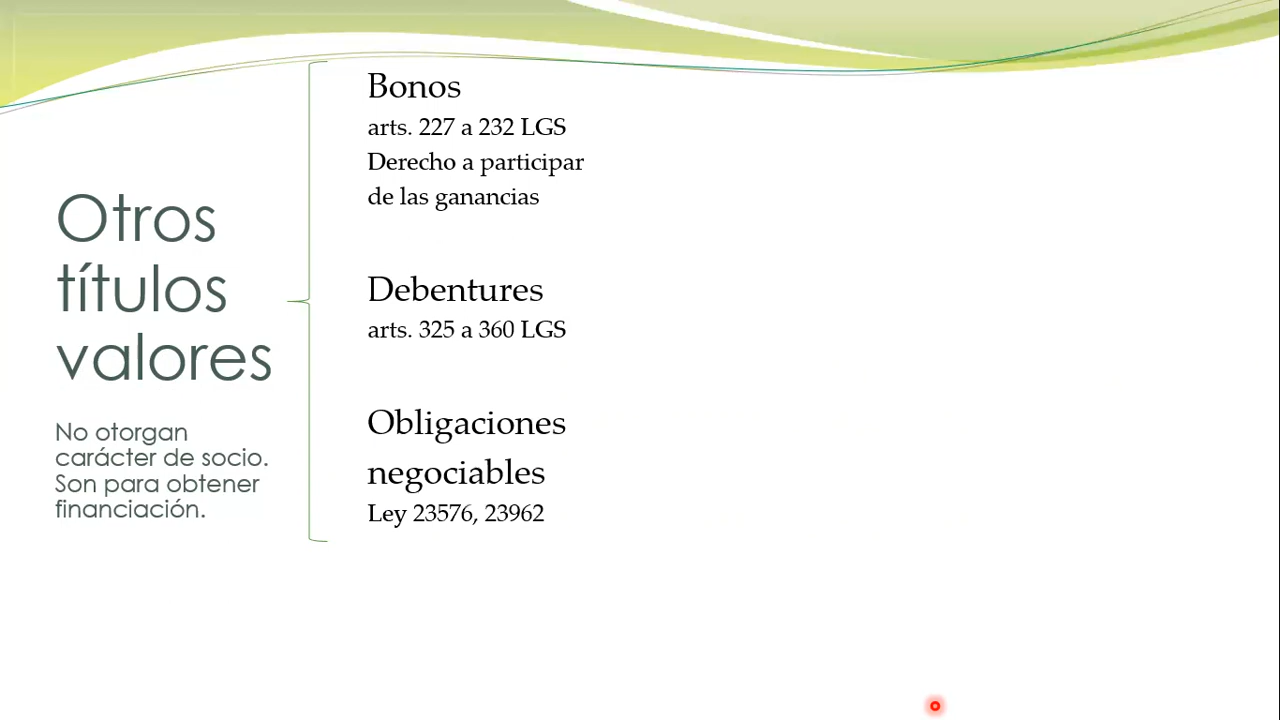 Otros
títulos
valores
No otorgan
carácter de socio.
Son para obtener
financiación.
Bonos
arts. 227 a 232 LGS
Derecho a participar
de las ganancias
Debentures
arts. 325 a 360 LGS
Obligaciones
negociables
Ley 23576, 23962